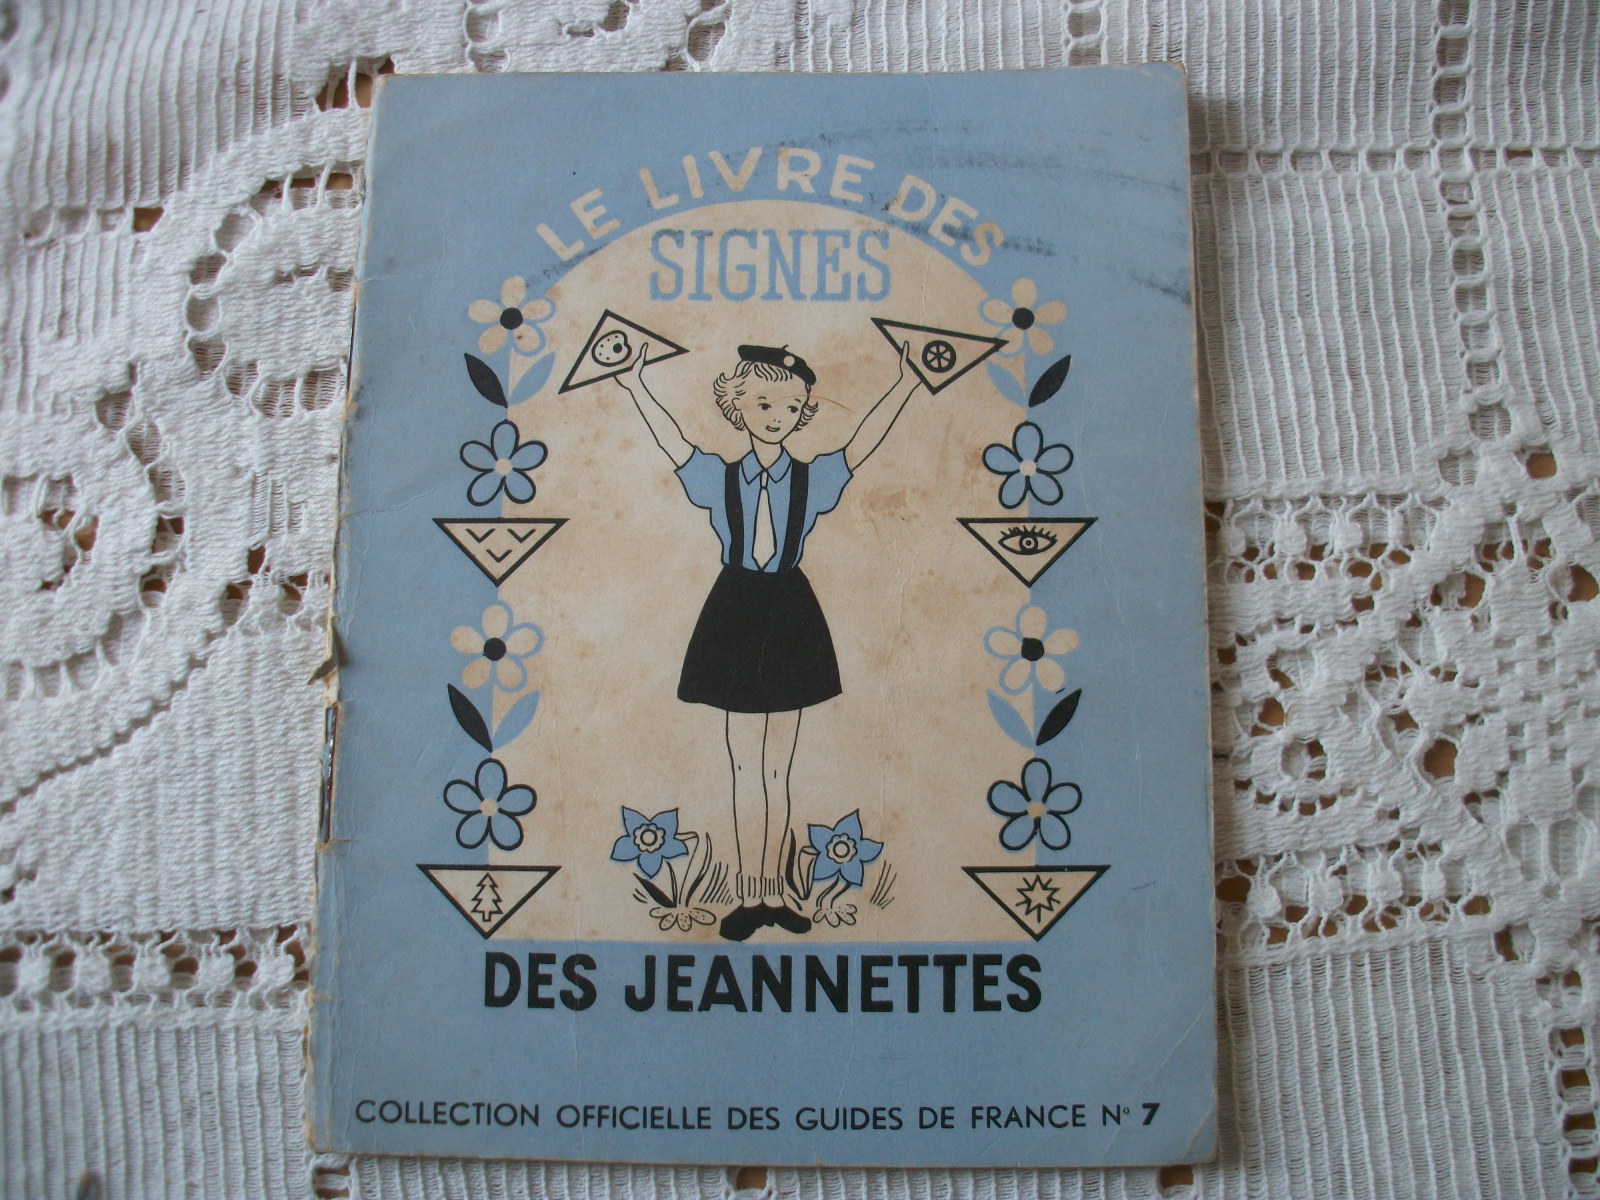 LE LIVRE DES
SIGNES
DES JEANNETTES
COLLECTION OFFICIELLE DES GUIDES DE FRANCE N° 7